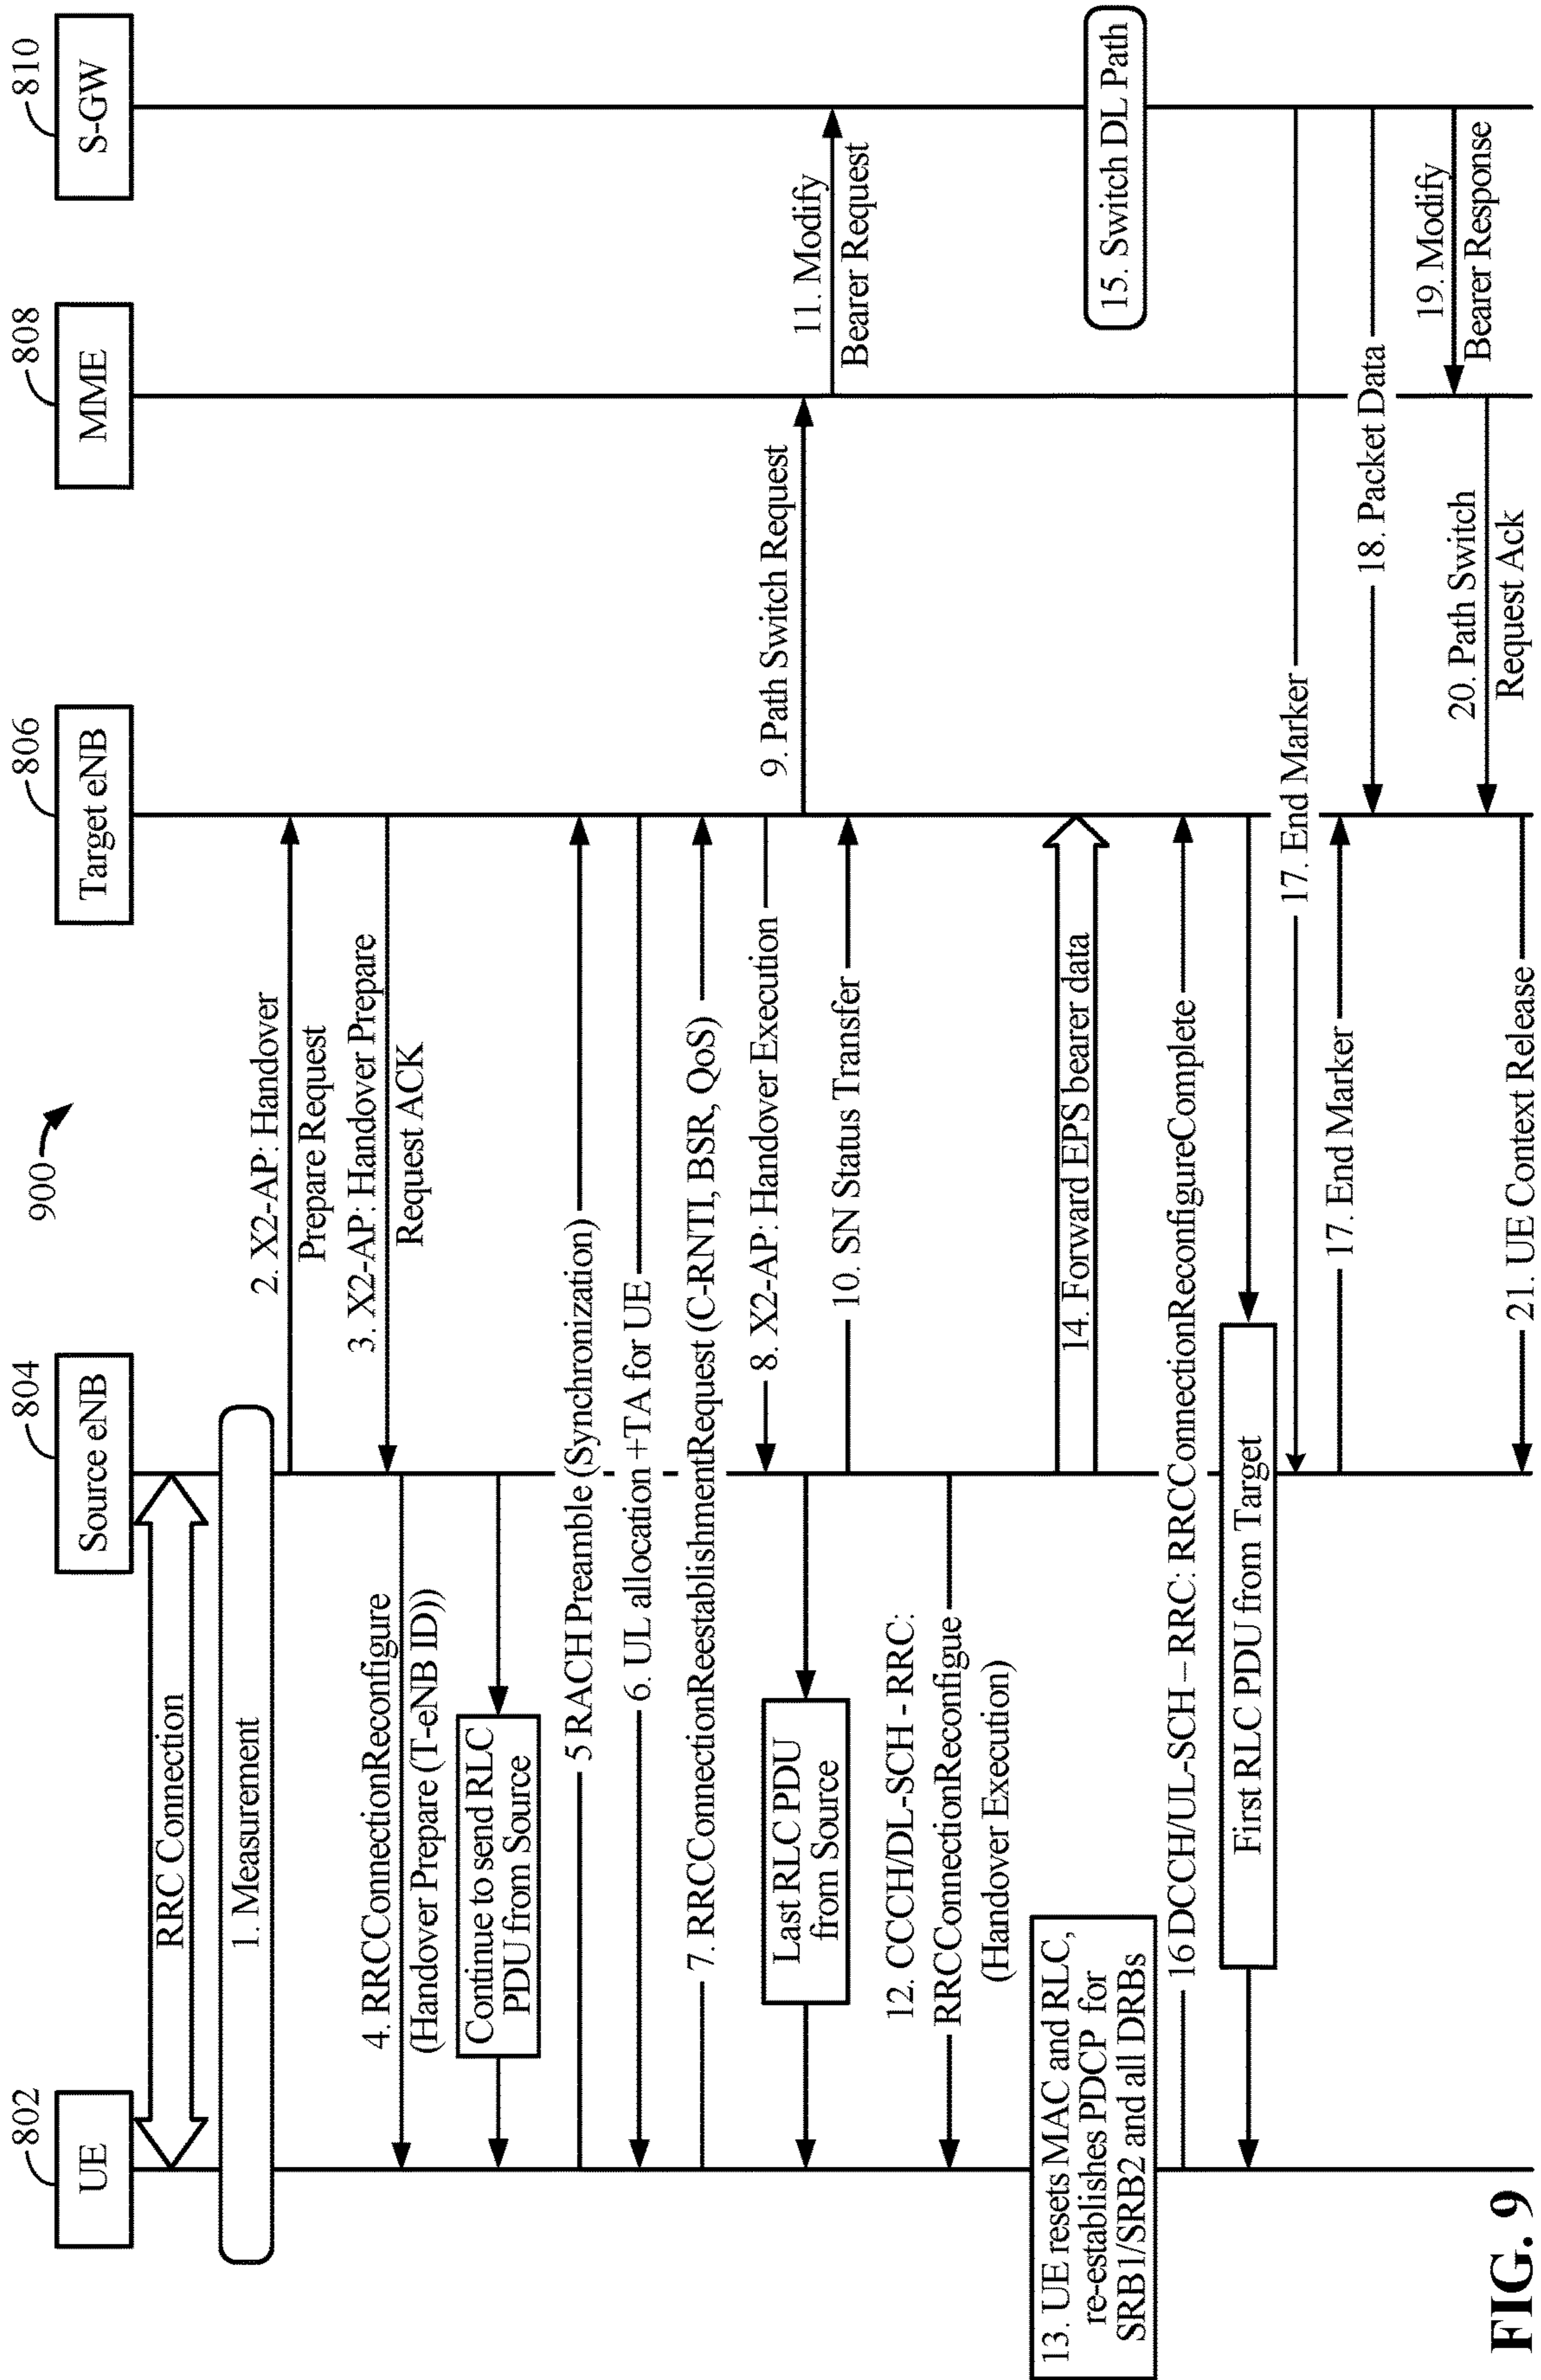 900
802
UE
804
Source eNB
806
Target eNB
808
MME
810
S-GW
RRC Connection
1. Measurement
2. X2-AP: Handover
Prepare Request
3. X2-AP: Handover Prepare
Request ACK
4. RRCConnectionReconfigure
(Handover Prepare (T-eNB ID))
Continue to send RLC
PDU from Source
5 RACH Preamble (Synchronization)
6. UL allocation +TA for UE
7. RRCConnectionReestablishmentRequest (C-RNTI, BSR, QoS)
8. X2-AP: Handover Execution
9. Path Switch Request
Last RLC PDU
from Source
10. SN Status Transfer
11. Modify
Bearer Request
12. CCCH/DL-SCH - RRC:
RRCConnectionReconfigue
(Handover Execution)
13. UE resets MAC and RLC,
re-establishes PDCP for
SRB1/SRB2 and all DRBs
14. Forward EPS bearer data
15. Switch DL Path
16 DCCH/UL-SCH – RRC: RRCConnectionReconfigureComplete
First RLC PDU from Target
17. End Marker
17. End Marker
18. Packet Data
19. Modify
Bearer Response
20. Path Switch
Request Ack
21. UE Context Release
FIG. 9